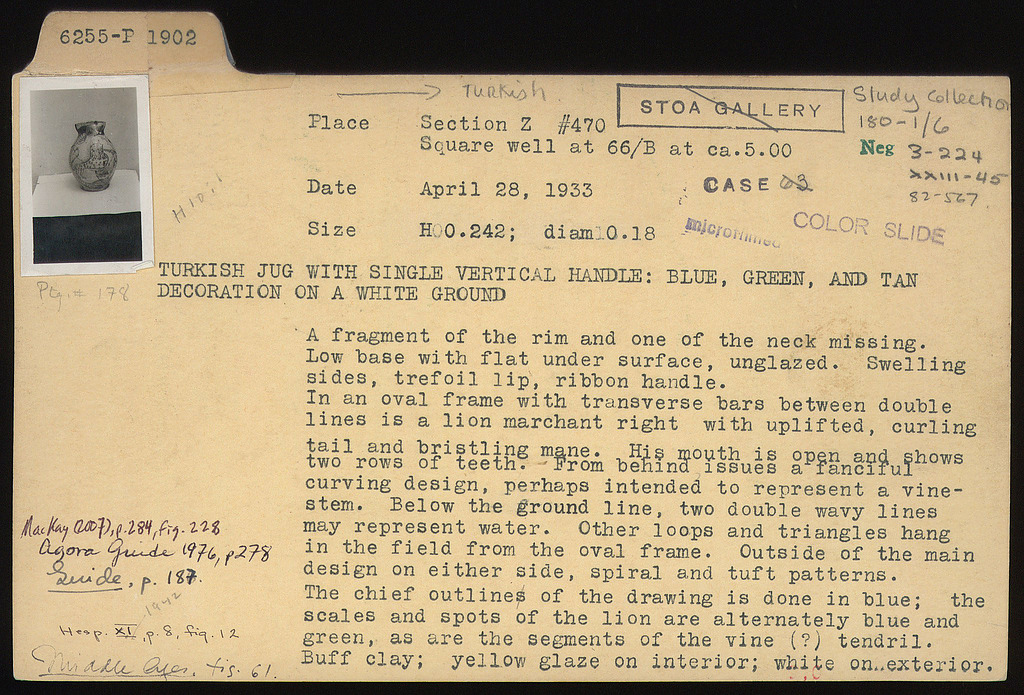 6255-P 1902
Turkish
STOA GALLERY
Study Collection
180-1/6
Place Section Z #470
Square well at 66/B at ca.5.00
Neg 3-224
XXIII-45
82-567
Date April 28, 1933
CASE 03
microfilmed
COLOR SLIDE
Size H 0.242; diam 0.18
Ptg. # 178
TURKISH JUG WITH SINGLE VERTICAL HANDLE: BLUE, GREEN, AND TAN
DECORATION ON A WHITE GROUND
A fragment of the rim and one of the neck missing.
Low base with flat under surface, unglazed. Swelling
sides, trefoil lip, ribbon handle.
In an oval frame with transverse bars between double
lines is a lion marchant right with uplifted, curling
tail and bristling mane. His mouth is open and shows
two rows of teeth. From behind issues a fanciful
curving design, perhaps intended to represent a vine-
stem. Below the ground line, two double wavy lines
may represent water. Other loops and triangles hang
in the field from the oval frame. Outside of the main
design on either side, spiral and tuft patterns.
The chief outlines of the drawing is done in blue; the
scales and spots of the lion are alternately blue and
green, as are the segments of the vine (?) tendril.
Buff clay; yellow glaze on interior; white on exterior.
MacKay (2007), p. 284, fig. 228
Agora Guide 1976, p 278
Guide, p. 187.
1942
Hesp. XI, p. 8, fig. 12
Middle Ages, fig. 61.